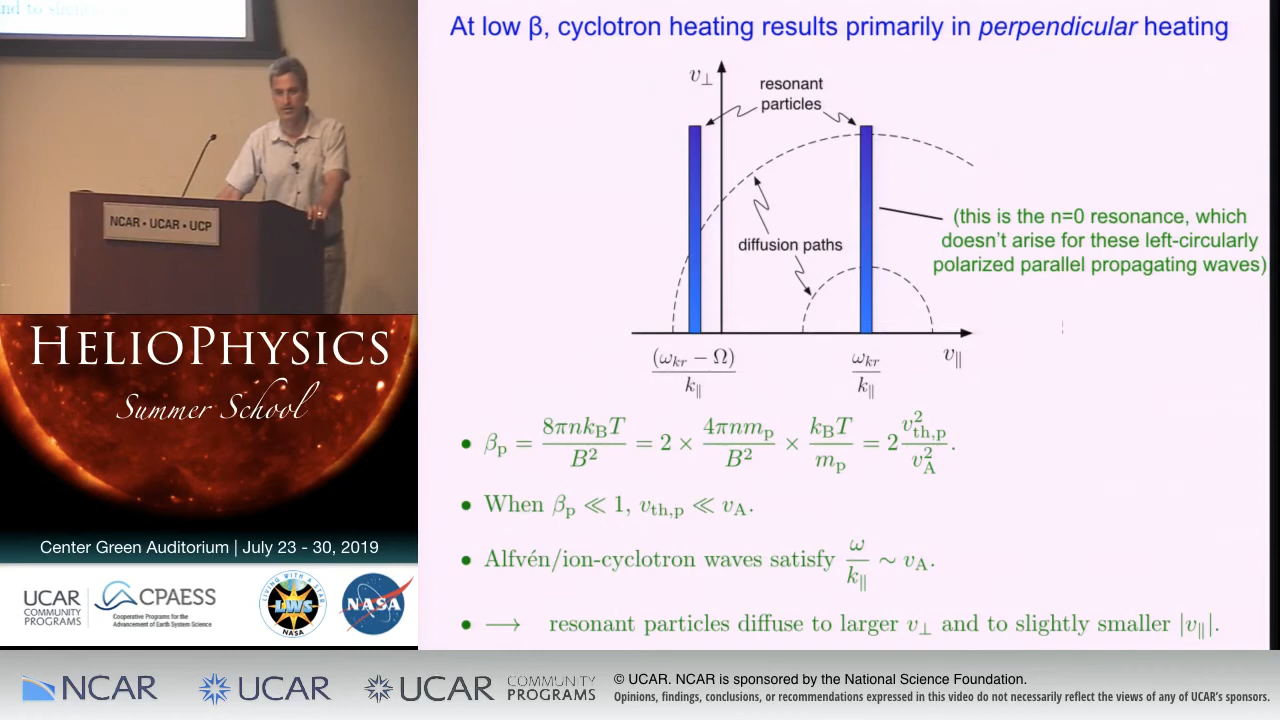 and to
At low β, cyclotron heating results primarily in perpendicular heating
v⊥
resonant
particles
diffusion paths
(this is the n=0 resonance, which
doesn't arise for these left-circularly
polarized parallel propagating waves)
(ωkr − Ω) / k∥
ωkr / k∥
v∥
• βp = 8πnkBT / B² = 2 × 4πnmp / B² × kBT / mp = 2 v²th,p / v²A.
• When βp ≪ 1, vth,p ≪ vA.
• Alfvén/ion-cyclotron waves satisfy ω / k∥ ∼ vA.
• ⟶ resonant particles diffuse to larger v⊥ and to slightly smaller |v∥|.
NCAR • UCAR • UCP
HELIOPHYSICS
Summer School
Center Green Auditorium | July 23 - 30, 2019
UCAR
COMMUNITY
PROGRAMS
CPAESS
Cooperative Programs for the
Advancement of Earth System Science
LIVING WITH A STAR
LWS
NASA
NASA
NCAR
UCAR
UCAR
COMMUNITY
PROGRAMS
© UCAR. NCAR is sponsored by the National Science Foundation.
Opinions, findings, conclusions, or recommendations expressed in this video do not necessarily reflect the views of any of UCAR's sponsors.